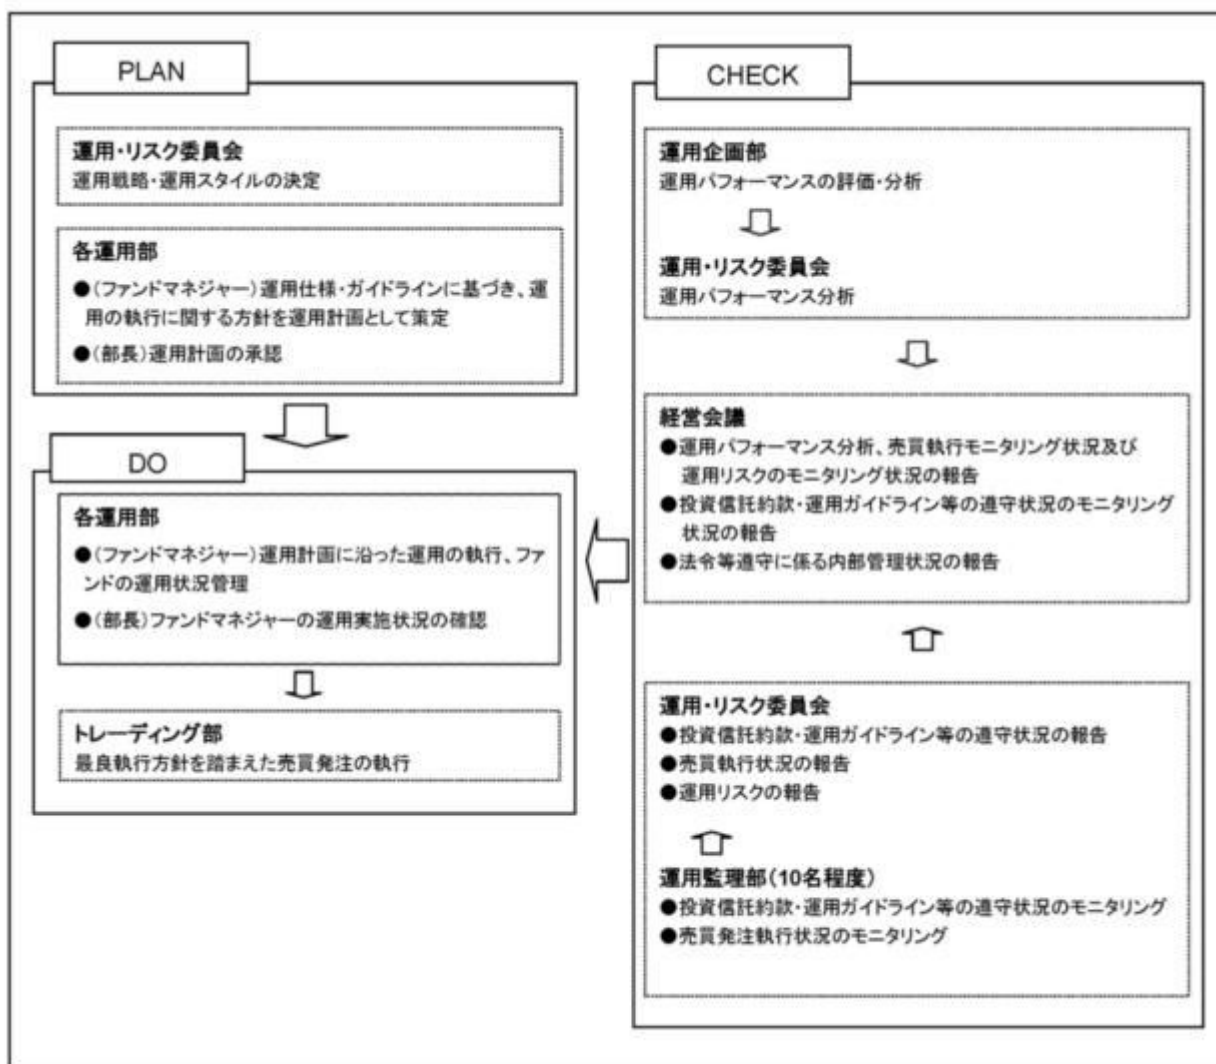 PLAN
運用・リスク委員会
運用戦略・運用スタイルの決定
各運用部
●(ファンドマネジャー)運用仕様・ガイドラインに基づき、運
用の執行に関する方針を運用計画として策定
●(部長)運用計画の承認
DO
各運用部
●(ファンドマネジャー)運用計画に沿った運用の執行、ファ
ンドの運用状況管理
●(部長)ファンドマネジャーの運用実施状況の確認
トレーディング部
最良執行方針を踏まえた売買発注の執行
CHECK
運用企画部
運用パフォーマンスの評価・分析
運用・リスク委員会
運用パフォーマンス分析
経営会議
●運用パフォーマンス分析、売買執行モニタリング状況及び
運用リスクのモニタリング状況の報告
●投資信託約款・運用ガイドライン等の遵守状況のモニタリング
状況の報告
●法令等遵守に係る内部管理状況の報告
運用・リスク委員会
●投資信託約款・運用ガイドライン等の遵守状況の報告
●売買執行状況の報告
●運用リスクの報告
運用監理部(10名程度)
●投資信託約款・運用ガイドライン等の遵守状況のモニタリング
●売買発注執行状況のモニタリング